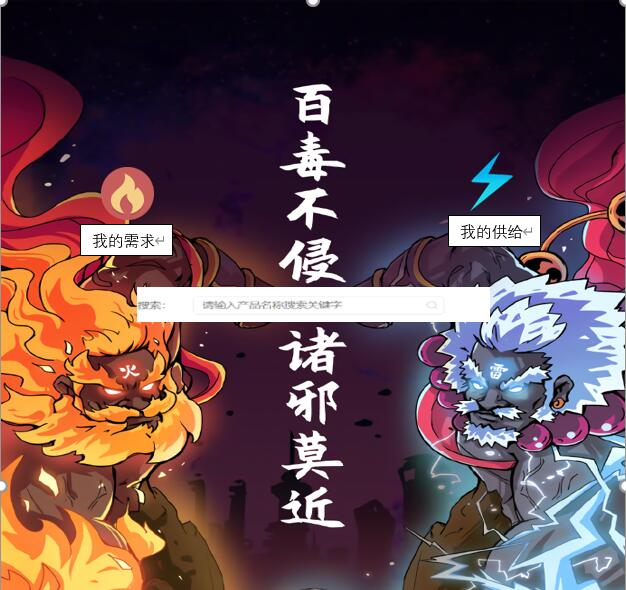 百毒不侵
诸邪莫近
我的需求↵
我的供给↵
搜索：
请输入产品名称搜索关键字
火
雷